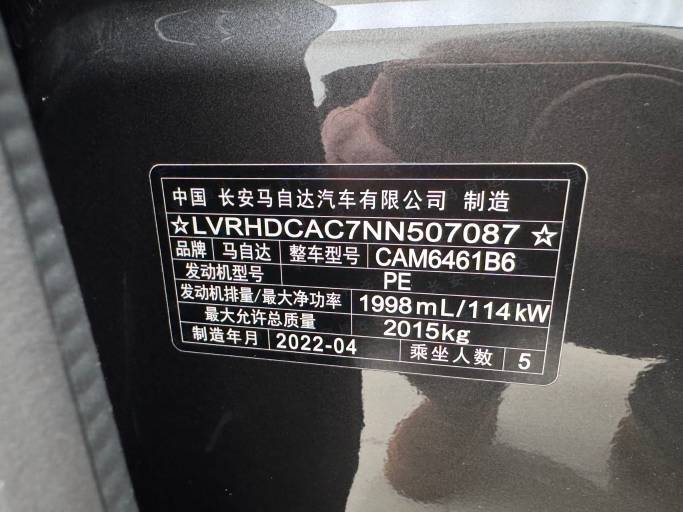 中国 长安马自达汽车有限公司 制造
☆LVRHDCAC7NN507087☆
品牌 马自达 整车型号 CAM6461B6
发动机型号 PE
发动机排量/最大净功率 1998mL/114kW
最大允许总质量 2015kg
制造年月 2022-04 乘坐人数 5